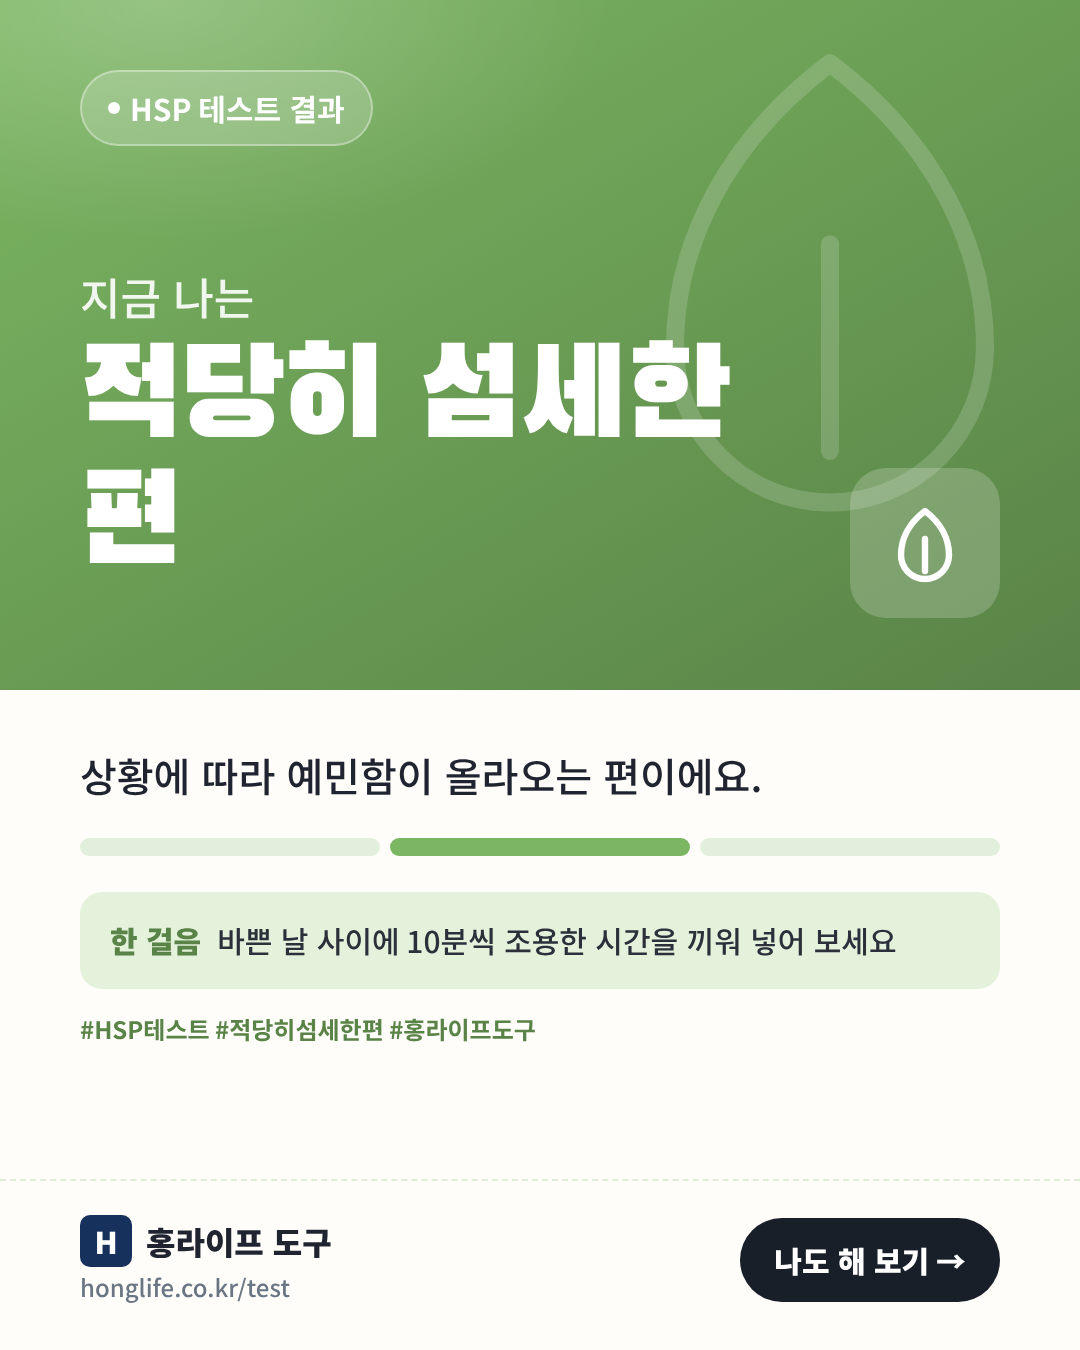 HSP 테스트 결과
지금 나는
적당히 섬세한
편
상황에 따라 예민함이 올라오는 편이에요.
한 걸음 바쁜 날 사이에 10분씩 조용한 시간을 끼워 넣어 보세요
#HSP테스트 #적당히섬세한편 #홍라이프도구
H 홍라이프 도구
honglife.co.kr/test
나도 해 보기 →